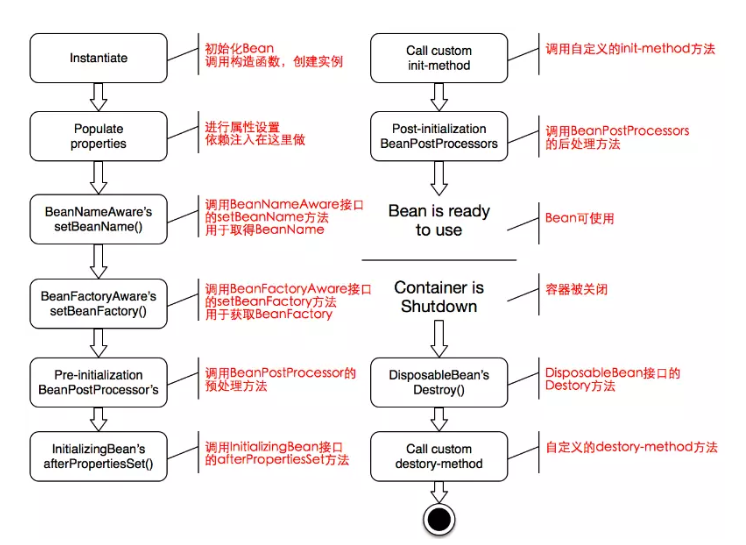 Instantiate
初始化Bean
调用构造函数，创建实例
Populate
properties
进行属性设置
依赖注入在这里做
BeanNameAware's
setBeanName()
调用BeanNameAware接口
的setBeanName方法
用于取得BeanName
BeanFactoryAware's
setBeanFactory()
调用BeanFactoryAware接口
的setBeanFactory方法
用于获取BeanFactory
Pre-initialization
BeanPostProcessor's
调用BeanPostProcessor的
预处理方法
InitializingBean's
afterPropertiesSet()
调用InitializingBean接口
的afterPropertiesSet方法
Call custom
init-method
调用自定义的init-method方法
Post-initialization
BeanPostProcessors
调用BeanPostProcessors
的后处理方法
Bean is ready
to use
Bean可使用
Container is
Shutdown
容器被关闭
DisposableBean's
Destroy()
DisposableBean接口的
Destory方法
Call custom
destory-method
自定义的destory-method方法